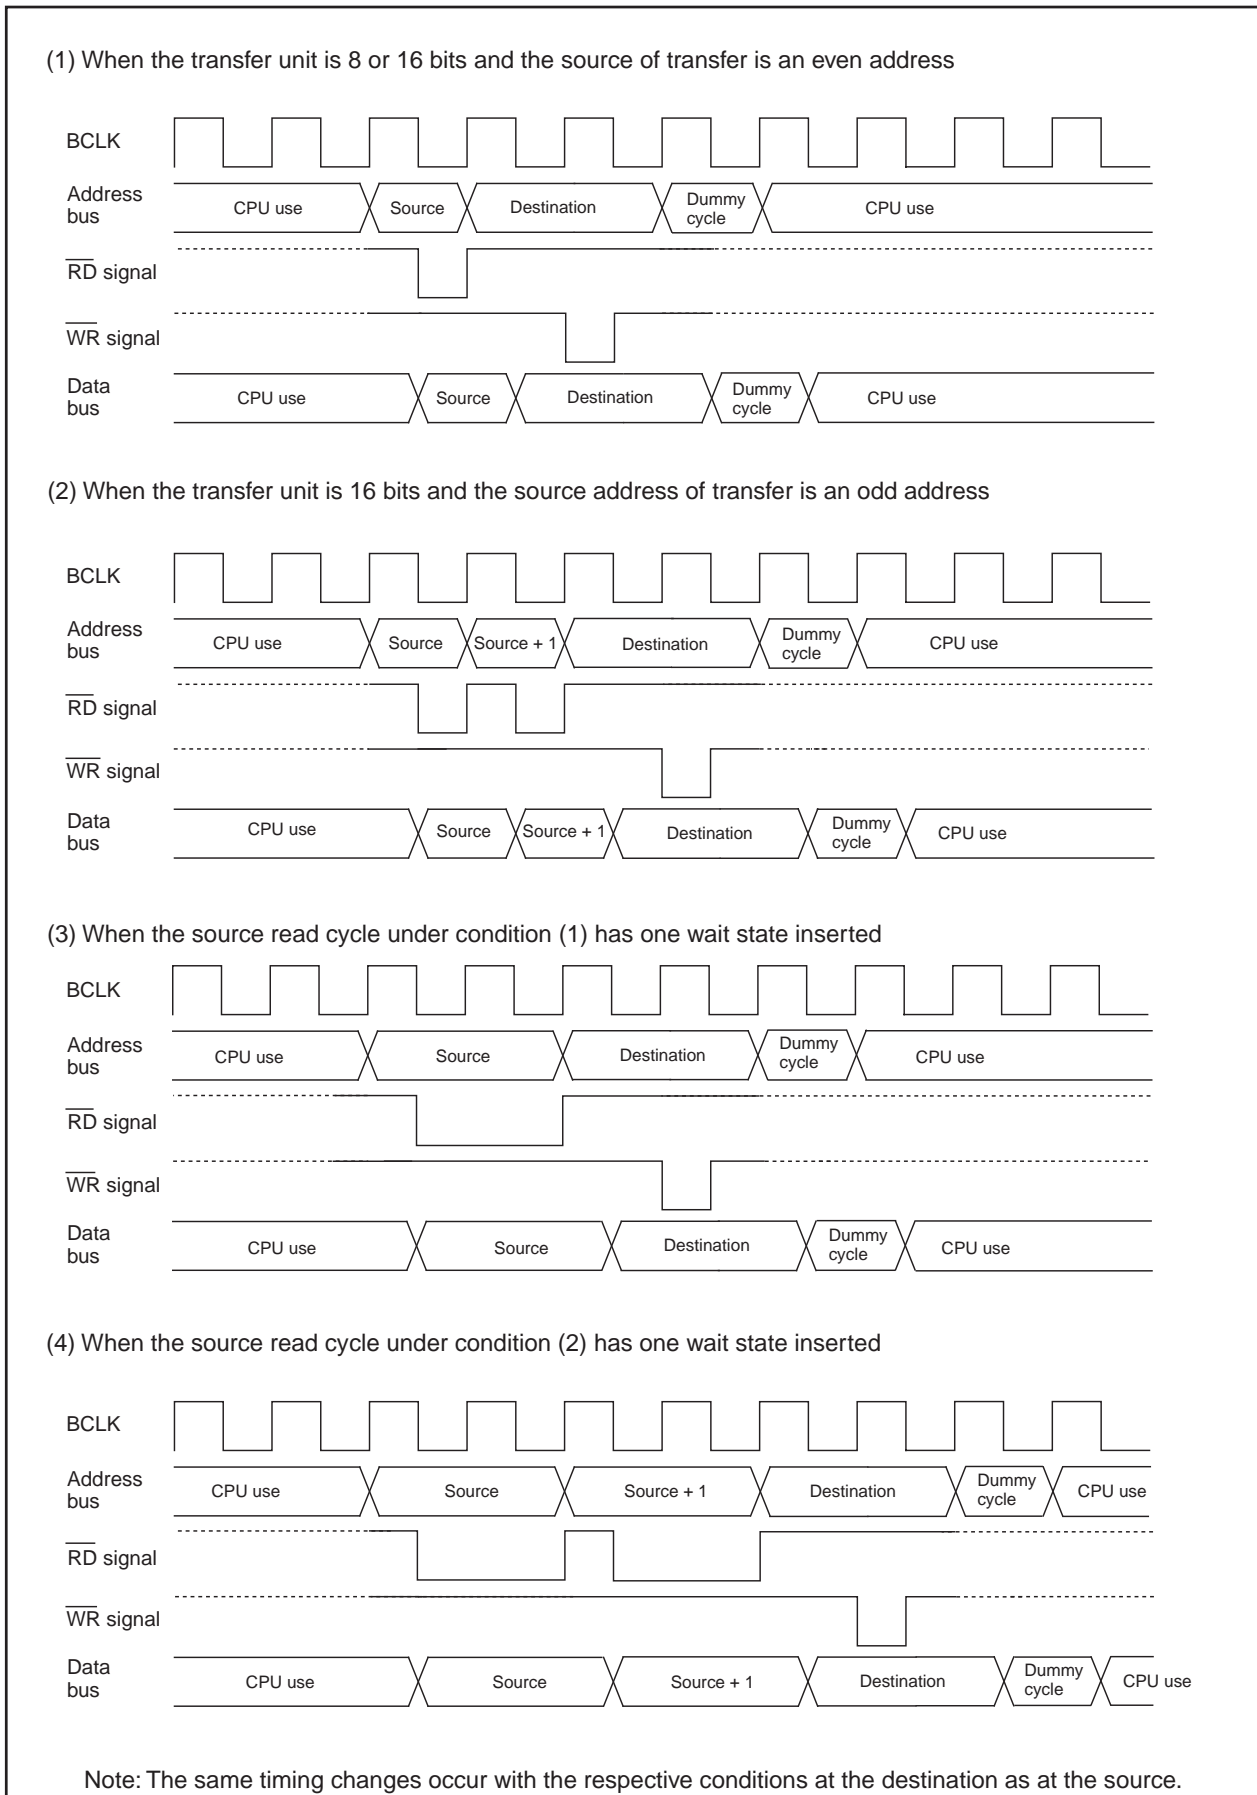 (1) When the transfer unit is 8 or 16 bits and the source of transfer is an even address
BCLK
Address
bus
CPU use
Source
Destination
Dummy
cycle
CPU use
RD signal
WR signal
Data
bus
CPU use
Source
Destination
Dummy
cycle
CPU use
(2) When the transfer unit is 16 bits and the source address of transfer is an odd address
BCLK
Address
bus
CPU use
Source
Source + 1
Destination
Dummy
cycle
CPU use
RD signal
WR signal
Data
bus
CPU use
Source
Source + 1
Destination
Dummy
cycle
CPU use
(3) When the source read cycle under condition (1) has one wait state inserted
BCLK
Address
bus
CPU use
Source
Destination
Dummy
cycle
CPU use
RD signal
WR signal
Data
bus
CPU use
Source
Destination
Dummy
cycle
CPU use
(4) When the source read cycle under condition (2) has one wait state inserted
BCLK
Address
bus
CPU use
Source
Source + 1
Destination
Dummy
cycle
CPU use
RD signal
WR signal
Data
bus
CPU use
Source
Source + 1
Destination
Dummy
cycle
CPU use
Note: The same timing changes occur with the respective conditions at the destination as at the source.